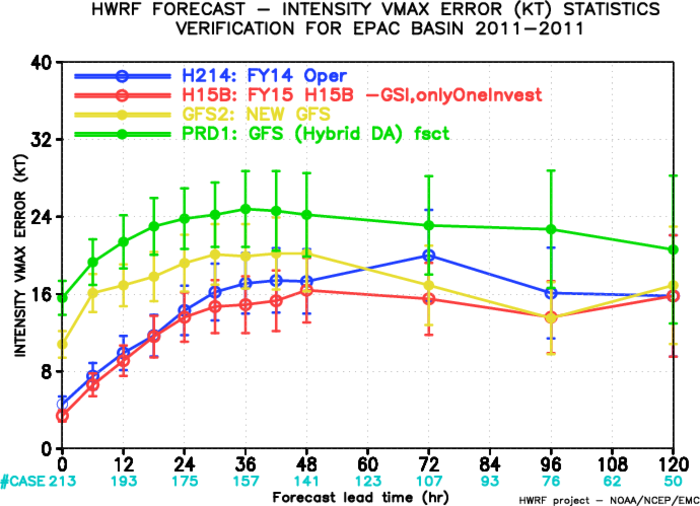 HWRF FORECAST – INTENSITY VMAX ERROR (KT) STATISTICS
VERIFICATION FOR EPAC BASIN 2011–2011
H214: FY14 Oper
H15B: FY15 H15B –GSI,onlyOneInvest
GFS2: NEW GFS
PRD1: GFS (Hybrid DA) fsct
INTENSITY VMAX ERROR (KT)
40
32
24
16
8
0
0 12 24 36 48 60 72 84 96 108 120
#CASE 213 193 175 157 141 123 107 93 76 62 50
Forecast lead time (hr)
HWRF project – NOAA/NCEP/EMC